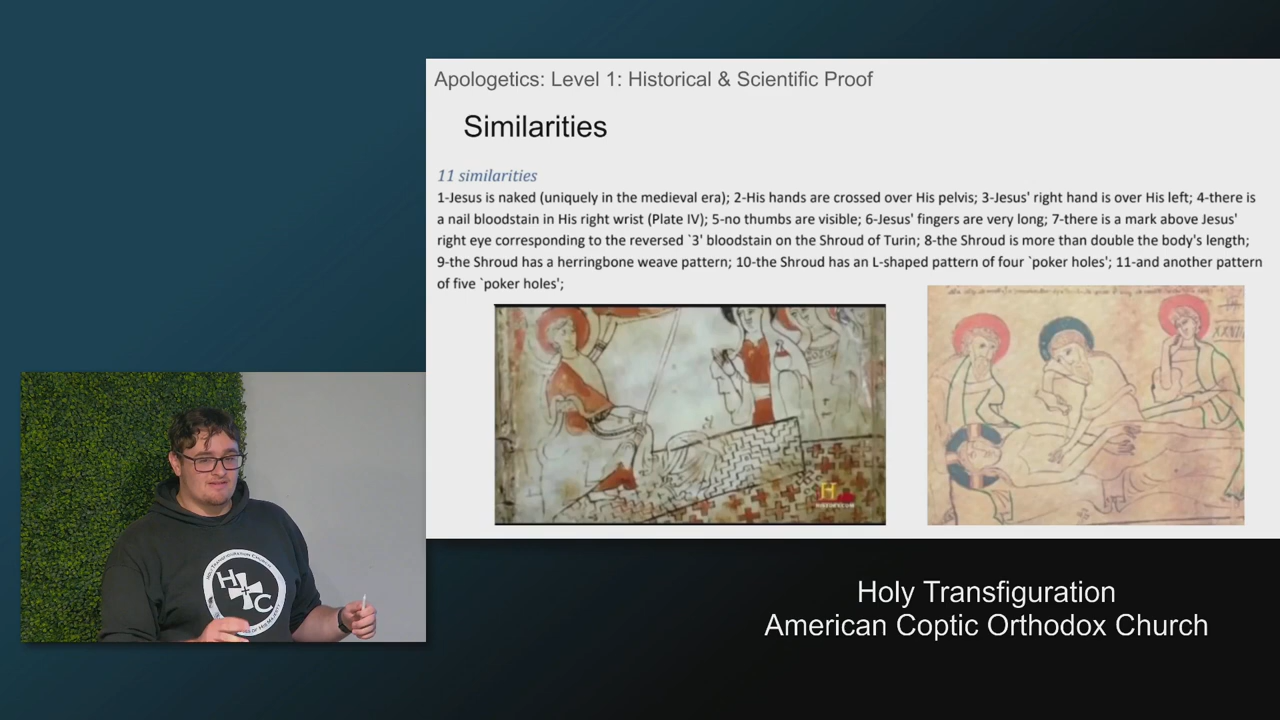 Apologetics: Level 1: Historical & Scientific Proof
Similarities
11 similarities
1-Jesus is naked (uniquely in the medieval era); 2-His hands are crossed over His pelvis; 3-Jesus' right hand is over His left; 4-there is
a nail bloodstain in His right wrist (Plate IV); 5-no thumbs are visible; 6-Jesus' fingers are very long; 7-there is a mark above Jesus'
right eye corresponding to the reversed `3' bloodstain on the Shroud of Turin; 8-the Shroud is more than double the body's length;
9-the Shroud has a herringbone weave pattern; 10-the Shroud has an L-shaped pattern of four `poker holes'; 11-and another pattern
of five `poker holes';
H
H
C
Holy Transfiguration
American Coptic Orthodox Church